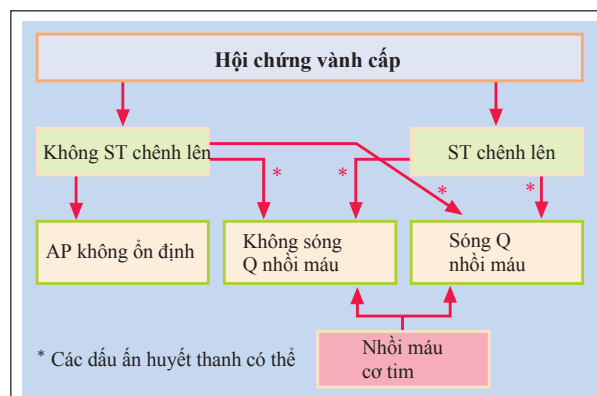 Hội chứng vành cấp
Không ST chênh lên
ST chênh lên
*
*
*
*
AP không ổn định
Không sóng
Q nhồi máu
Sóng Q
nhồi máu
* Các dấu ấn huyết thanh có thể
Nhồi máu
cơ tim